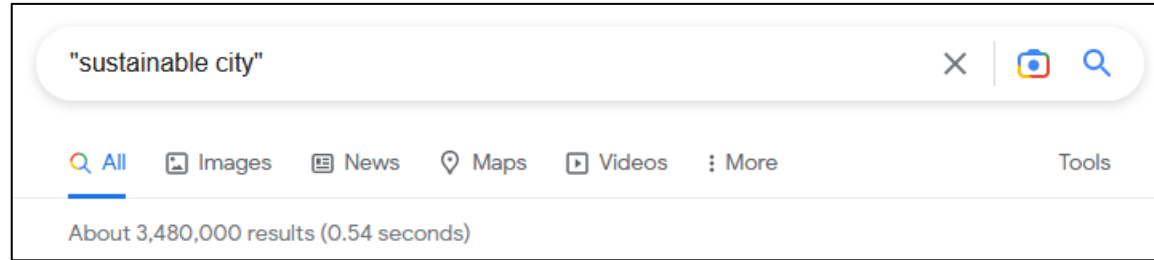 "sustainable city"
All Images News Maps Videos More Tools
About 3,480,000 results (0.54 seconds)